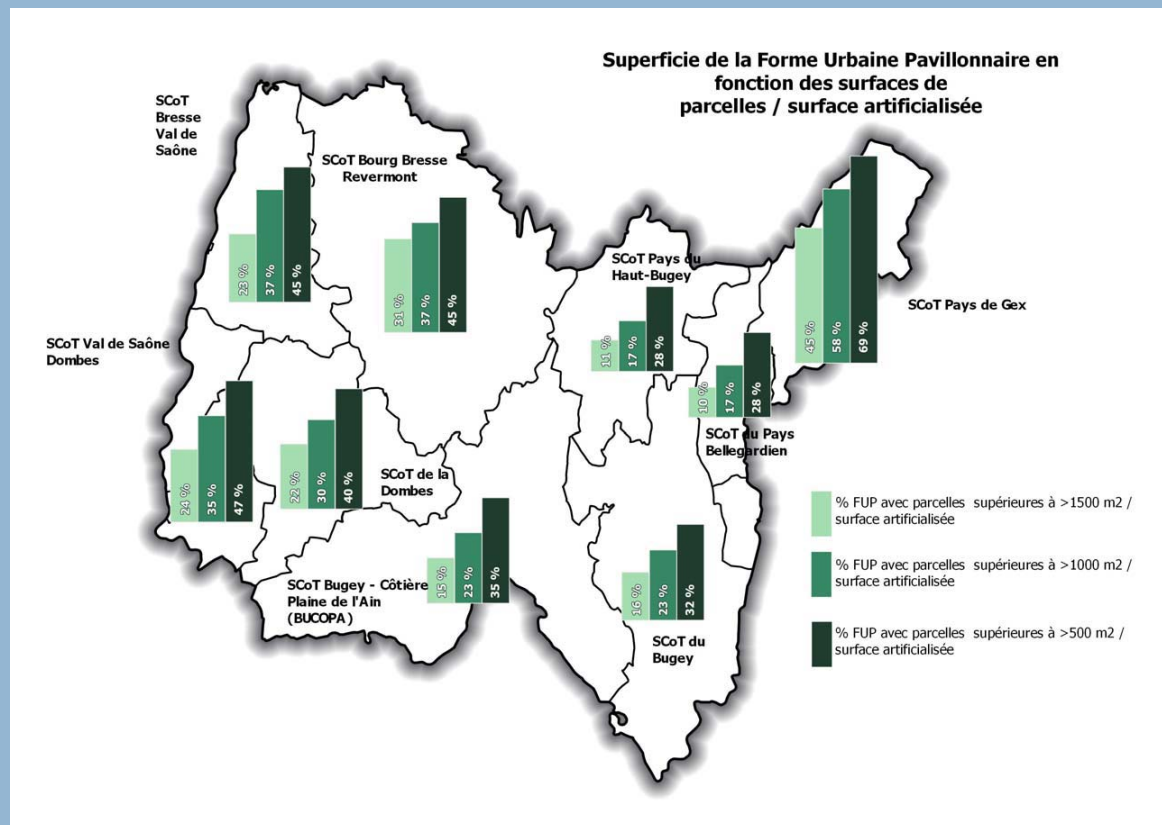 Superficie de la Forme Urbaine Pavillonnaire en
fonction des surfaces de
parcelles / surface artificialisée
SCoT
Bresse
Val de
Saône
23 %
37 %
45 %
SCoT Bourg Bresse
Revermont
31 %
37 %
45 %
SCoT Pays du
Haut-Bugey
11 %
17 %
28 %
SCoT Pays de Gex
45 %
58 %
69 %
SCoT Val de Saône
Dombes
24 %
35 %
47 %
SCoT de la
Dombes
22 %
30 %
40 %
SCoT du Pays
Bellegardien
10 %
17 %
28 %
SCoT Bugey - Côtière
Plaine de l'Ain
(BUCOPA)
15 %
23 %
35 %
SCoT du
Bugey
16 %
23 %
32 %
% FUP avec parcelles supérieures à >1500 m2 /
surface artificialisée
% FUP avec parcelles supérieures à >1000 m2 /
surface artificialisée
% FUP avec parcelles supérieures à >500 m2 /
surface artificialisée